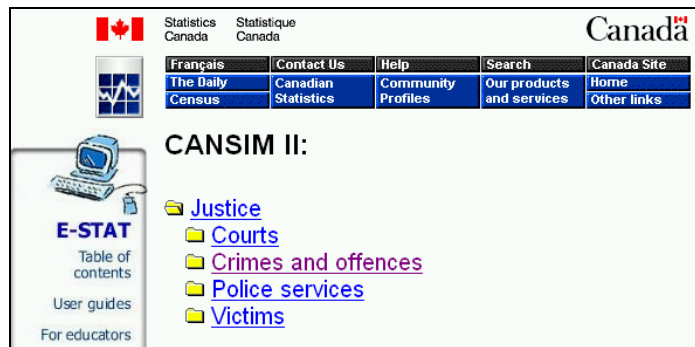 Statistics Canada Statistique Canada
Canada
Français Contact Us Help Search Canada Site
The Daily Canadian Statistics Community Profiles Our products and services Home
Census Other links
CANSIM II:
Justice
Courts
Crimes and offences
Police services
Victims
E-STAT
Table of
contents
User guides
For educators